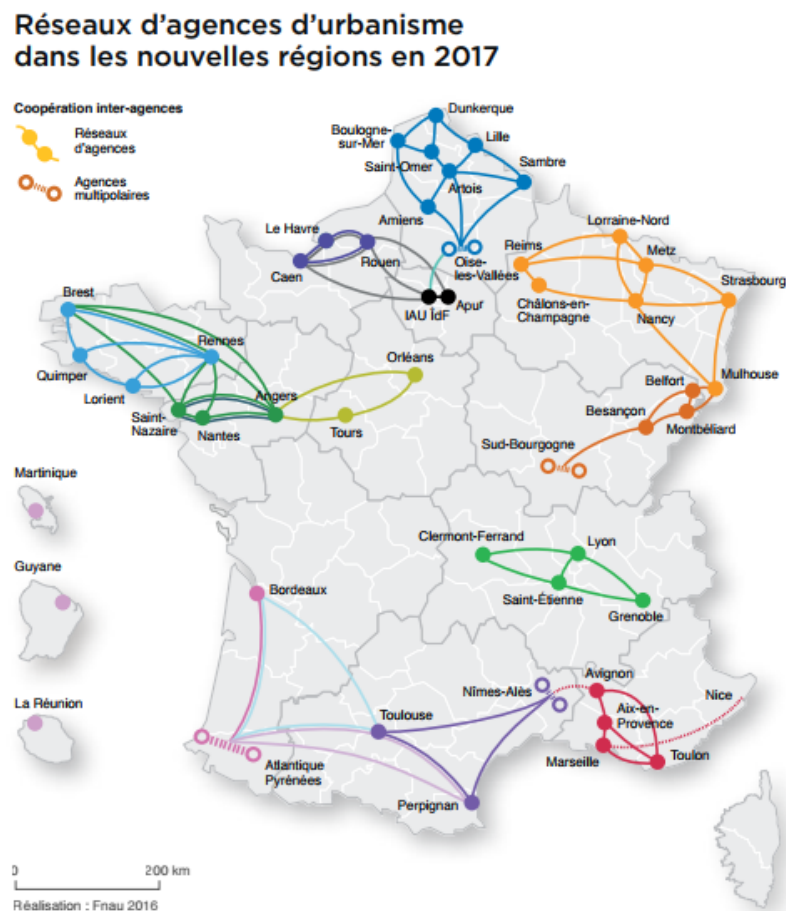 Réseaux d'agences d'urbanisme
dans les nouvelles régions en 2017
Coopération inter-agences
Réseaux
d'agences
Agences
multipolaires
Dunkerque
Boulogne-
sur-Mer
Lille
Saint-Omer
Sambre
Artois
Amiens
Lorraine-Nord
Le Havre
Reims
Metz
Oise-
les-Vallées
Rouen
Caen
Strasbourg
Châlons-en-
Champagne
Brest
IAU ÎdF
Apur
Nancy
Rennes
Orléans
Quimper
Belfort
Mulhouse
Lorient
Angers
Besançon
Saint-
Nazaire
Nantes
Tours
Montbéliard
Sud-Bourgogne
Martinique
Clermont-Ferrand
Lyon
Guyane
Saint-Étienne
Bordeaux
Grenoble
Avignon
Nîmes-Alès
Nice
La Réunion
Aix-en-
Provence
Toulouse
Marseille
Toulon
Atlantique
Pyrénées
Perpignan
0
200 km
Réalisation : Fnau 2016